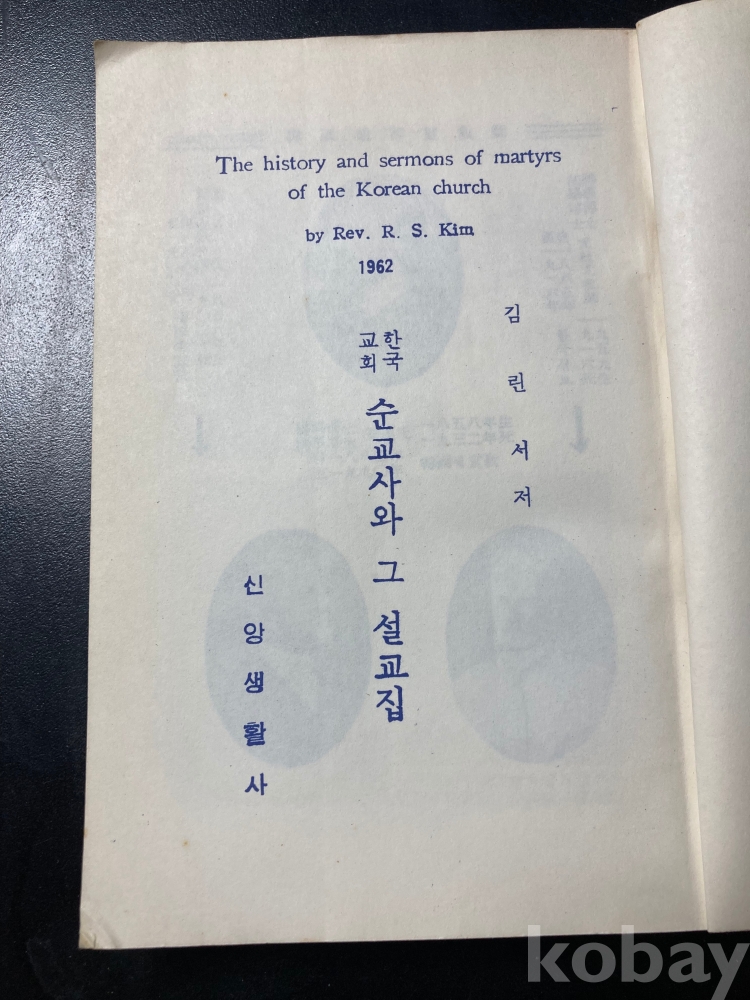 The history and sermons of martyrs
of the Korean church
by Rev. R. S. Kim
1962
김린서저
한국
교회
순교사와 그 설교집
신앙생활사
kobay